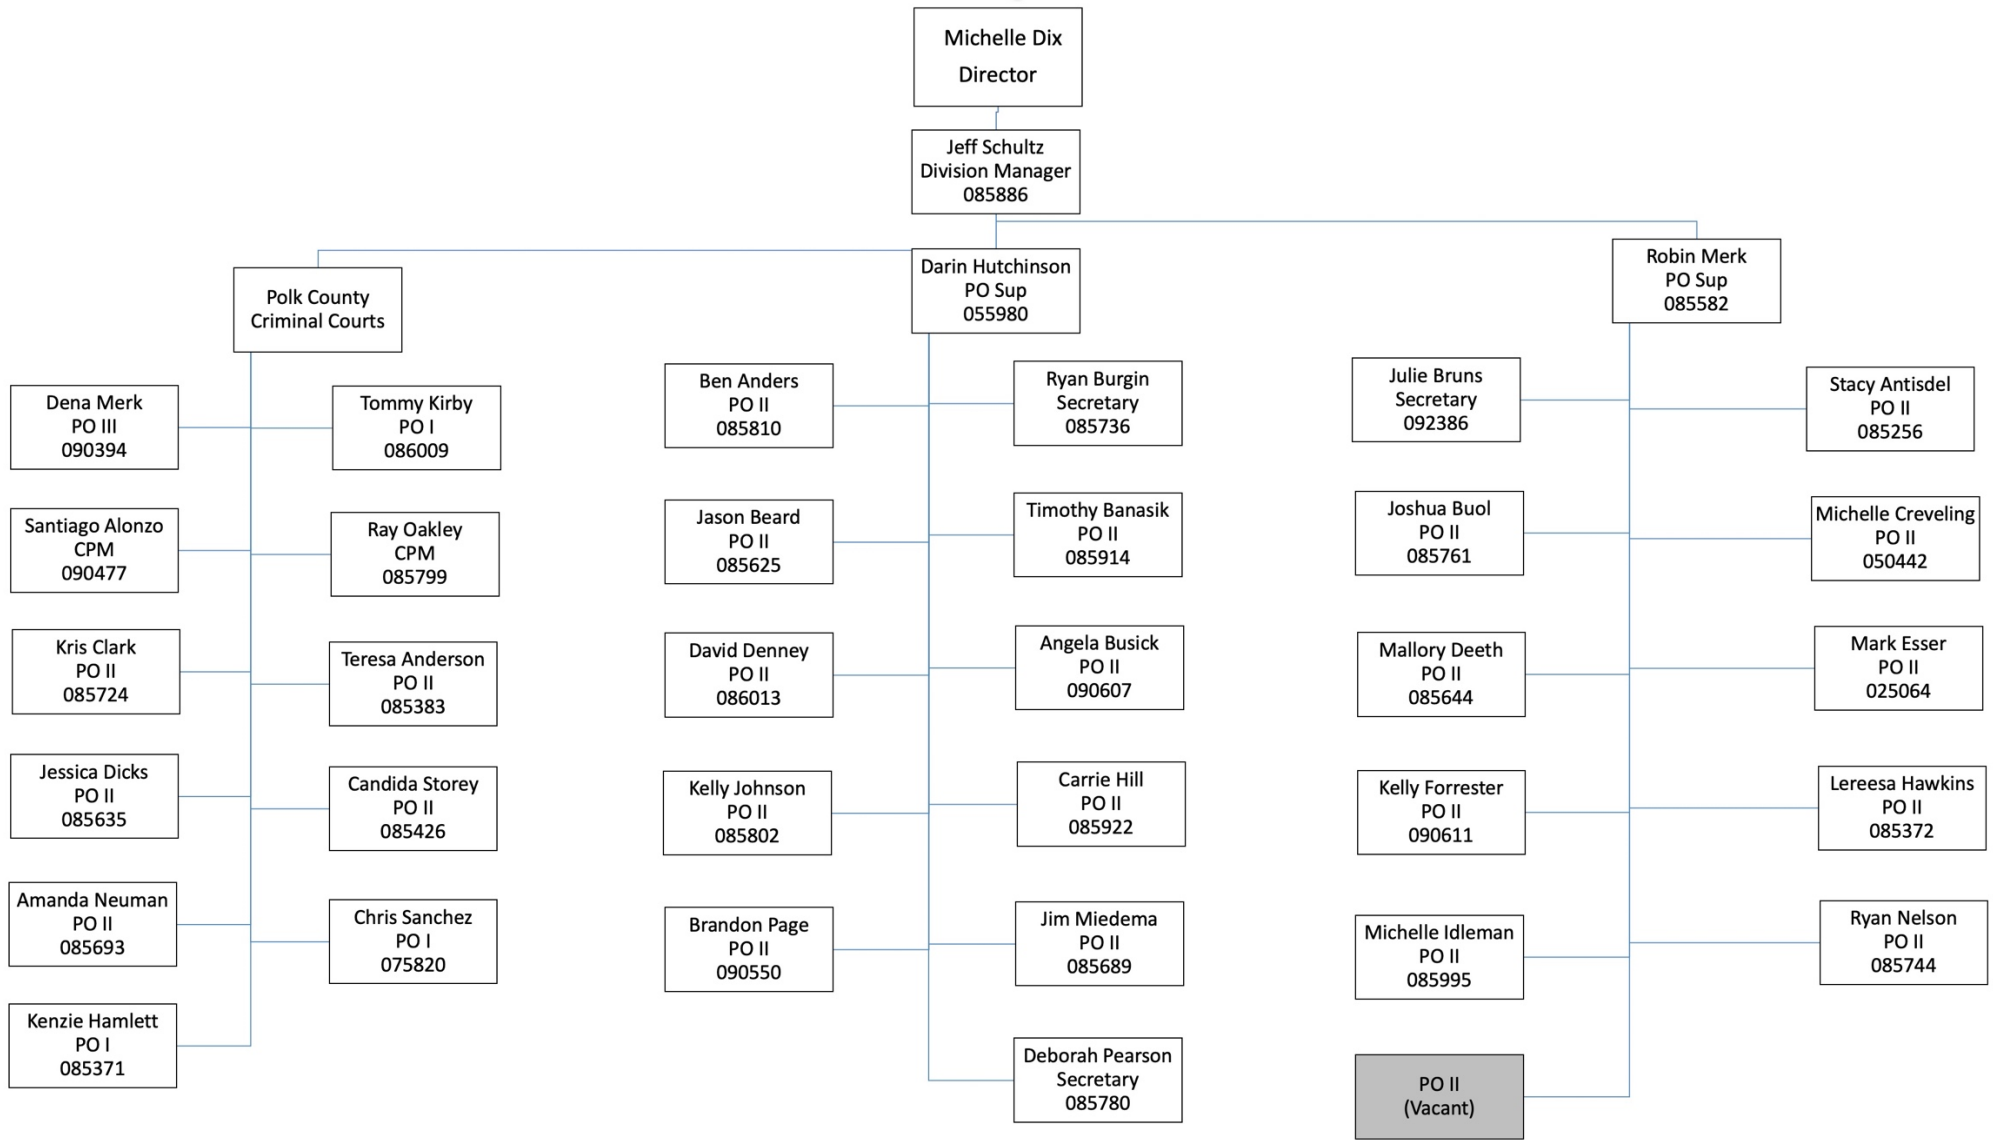 Michelle Dix
Director
Jeff Schultz
Division Manager
085886
Polk County
Criminal Courts
Darin Hutchinson
PO Sup
055980
Robin Merk
PO Sup
085582
Dena Merk
PO III
090394
Tommy Kirby
PO I
086009
Santiago Alonzo
CPM
090477
Ray Oakley
CPM
085799
Kris Clark
PO II
085724
Teresa Anderson
PO II
085383
Jessica Dicks
PO II
085635
Candida Storey
PO II
085426
Amanda Neuman
PO II
085693
Chris Sanchez
PO I
075820
Kenzie Hamlett
PO I
085371
Ben Anders
PO II
085810
Ryan Burgin
Secretary
085736
Jason Beard
PO II
085625
Timothy Banasik
PO II
085914
David Denney
PO II
086013
Angela Busick
PO II
090607
Kelly Johnson
PO II
085802
Carrie Hill
PO II
085922
Brandon Page
PO II
090550
Jim Miedema
PO II
085689
Deborah Pearson
Secretary
085780
Julie Bruns
Secretary
092386
Stacy Antisdel
PO II
085256
Joshua Buol
PO II
085761
Michelle Creveling
PO II
050442
Mallory Deeth
PO II
085644
Mark Esser
PO II
025064
Kelly Forrester
PO II
090611
Lereesa Hawkins
PO II
085372
Michelle Idleman
PO II
085995
Ryan Nelson
PO II
085744
PO II
(Vacant)